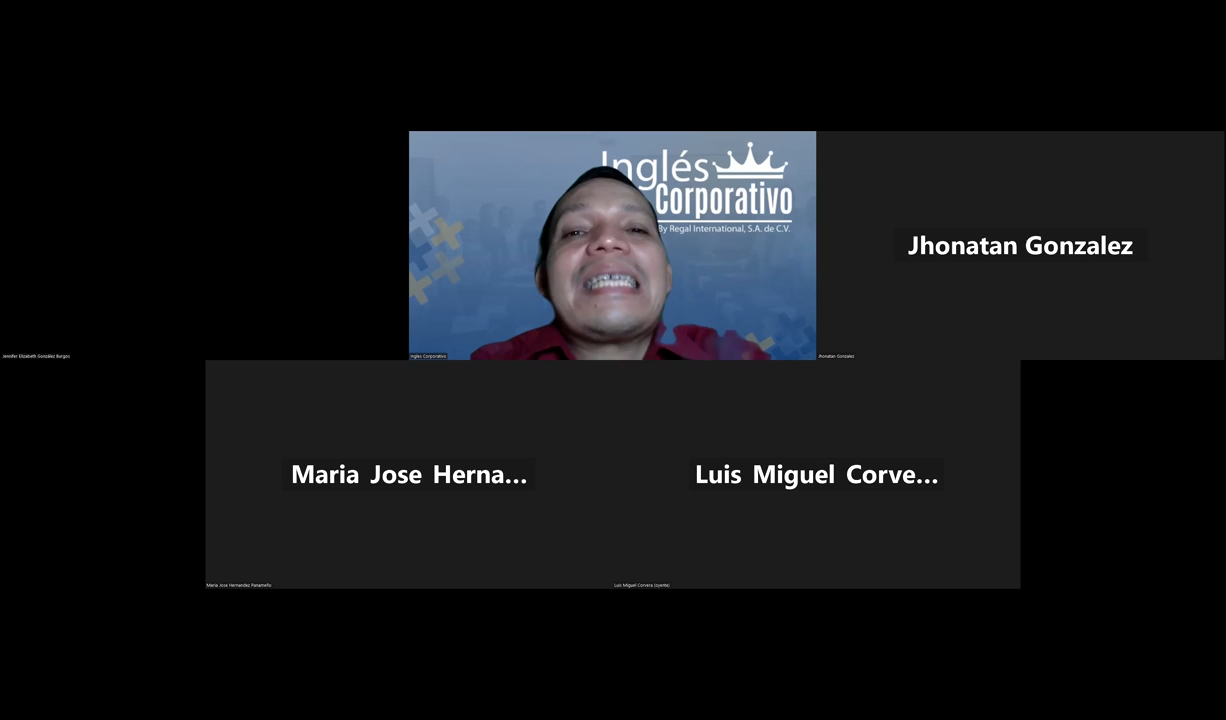 Inglés
Corporativo
By Regal International, S.A. de C.V.
Jhonatan Gonzalez
Jennifer Elizabeth González Burgos
Inglés Corporativo
Jhonatan Gonzalez
Maria Jose Herna...
Luis Miguel Corve...
Maria Jose Hernandez Panameño
Luis Miguel Corvera (oyente)